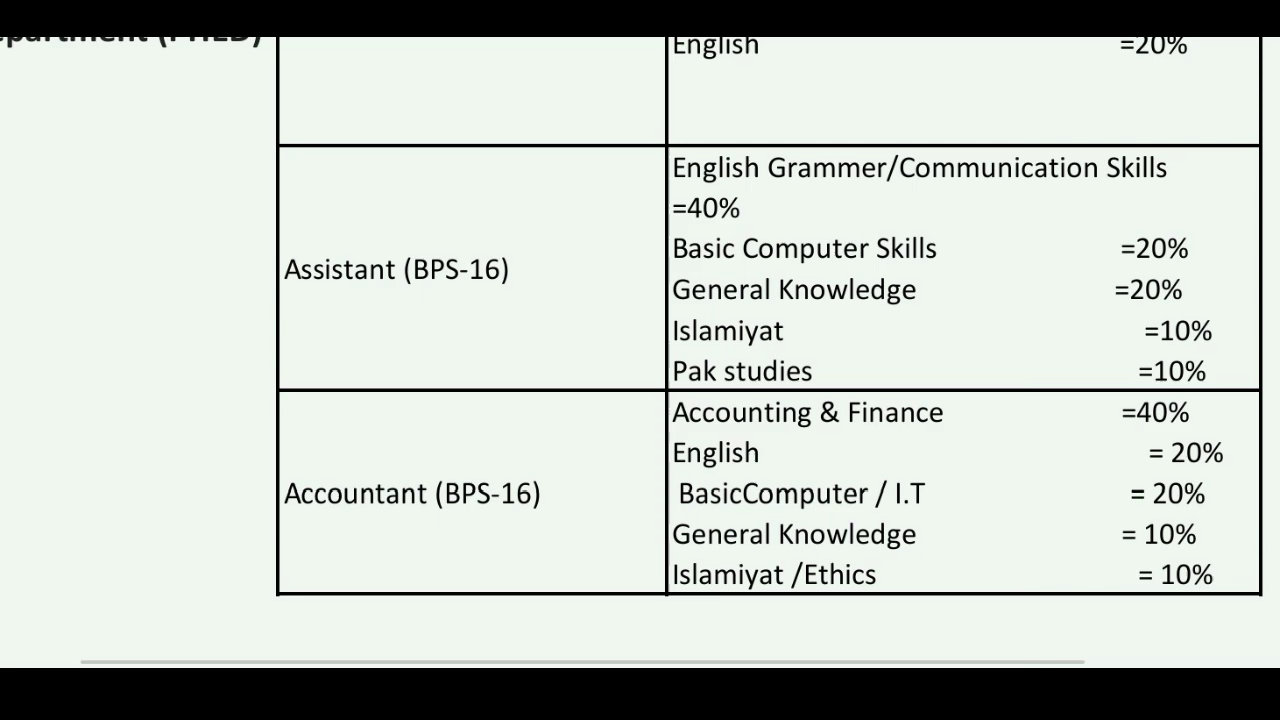 English =20%
Assistant (BPS-16)
English Grammer/Communication Skills
=40%
Basic Computer Skills =20%
General Knowledge =20%
Islamiyat =10%
Pak studies =10%
Accountant (BPS-16)
Accounting & Finance =40%
English = 20%
BasicComputer / I.T = 20%
General Knowledge = 10%
Islamiyat /Ethics = 10%